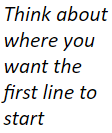 Think about
where you
want the
first line to
start